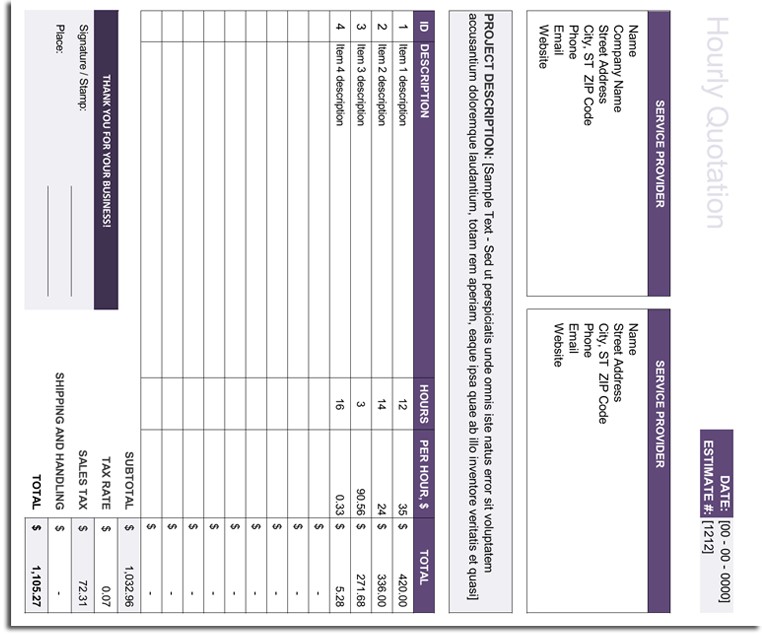 Hourly Quotation
DATE: [00 - 00 - 0000]
ESTIMATE #: [1212]
SERVICE PROVIDER
Name
Company Name
Street Address
City, ST  ZIP Code
Phone
Email
Website
SERVICE PROVIDER
Name
Street Address
City, ST  ZIP Code
Phone
Email
Website
PROJECT DESCRIPTION: [Sample Text - Sed ut perspiciatis unde omnis iste natus error sit voluptatem
accusantium doloremque laudantium, totam rem aperiam, eaque ipsa quae ab illo inventore veritatis et quasi]
ID DESCRIPTION HOURS PER HOUR, $ TOTAL
1 Item 1 description 12 35 $ 420.00
2 Item 2 description 14 24 $ 336.00
3 Item 3 description 3 90.56 $ 271.68
4 Item 4 description 16 0.33 $ 5.28
$ -
$ -
$ -
$ -
$ -
$ -
$ -
$ -
$ -
SUBTOTAL $ 1,032.96
THANK YOU FOR YOUR BUSINESS! TAX RATE $ 0.07
Signature / Stamp: SALES TAX $ 72.31
Place: SHIPPING AND HANDLING $ -
TOTAL $ 1,105.27